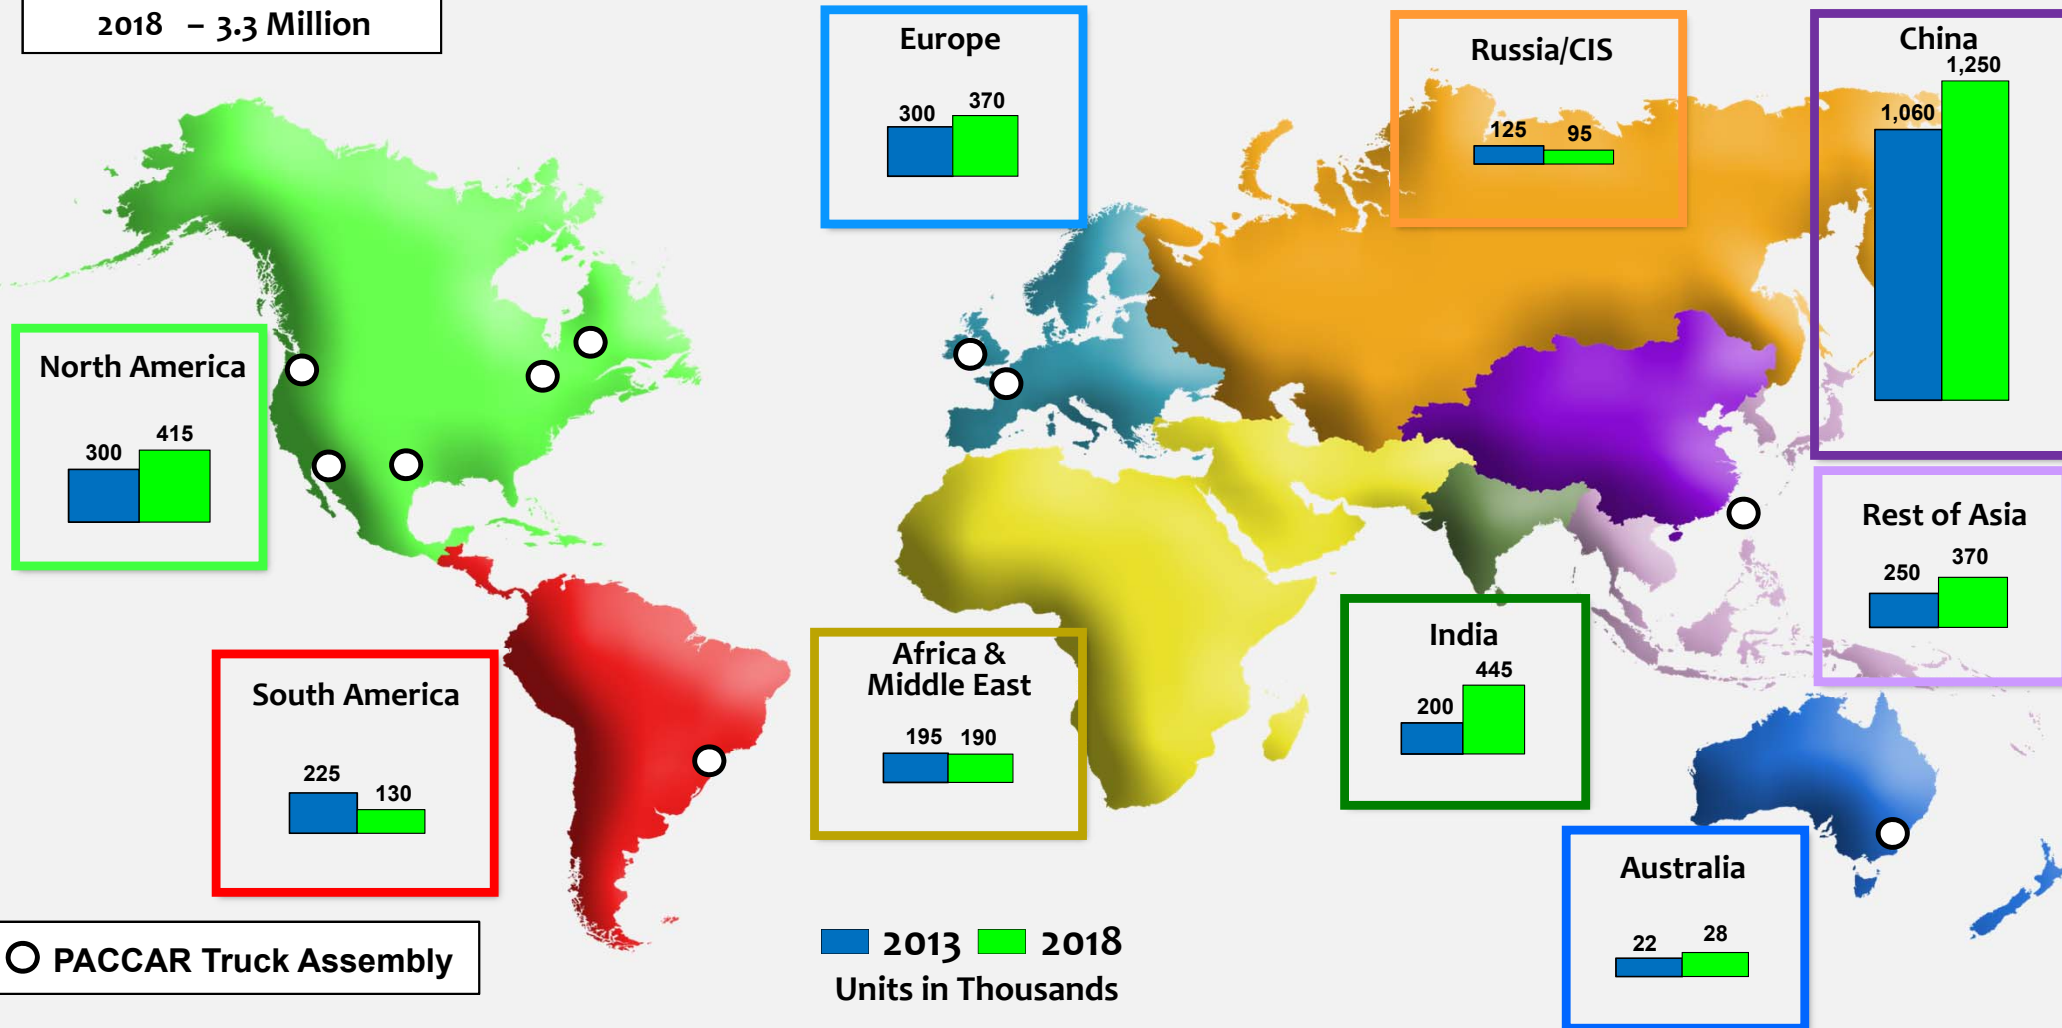 2018 – 3.3 Million
Europe
300 370
Russia/CIS
125 95
China
1,060 1,250
North America
300 415
Rest of Asia
250 370
South America
225 130
Africa &
Middle East
195 190
India
200 445
Australia
22 28
PACCAR Truck Assembly
2013 2018
Units in Thousands